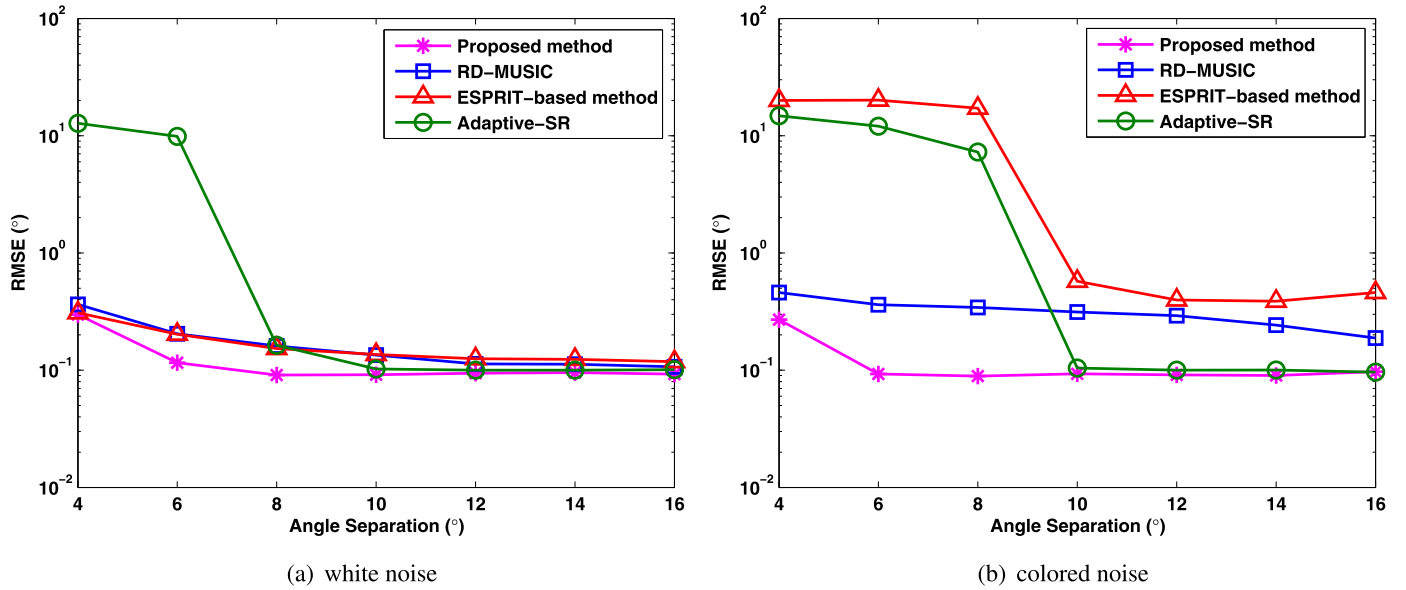 10^2
10^1
10^0
10^-1
10^-2
RMSE (°)
4 6 8 10 12 14 16
Angle Separation (°)
Proposed method
RD-MUSIC
ESPRIT-based method
Adaptive-SR
(a) white noise
10^2
10^1
10^0
10^-1
10^-2
RMSE (°)
4 6 8 10 12 14 16
Angle Separation (°)
Proposed method
RD-MUSIC
ESPRIT-based method
Adaptive-SR
(b) colored noise